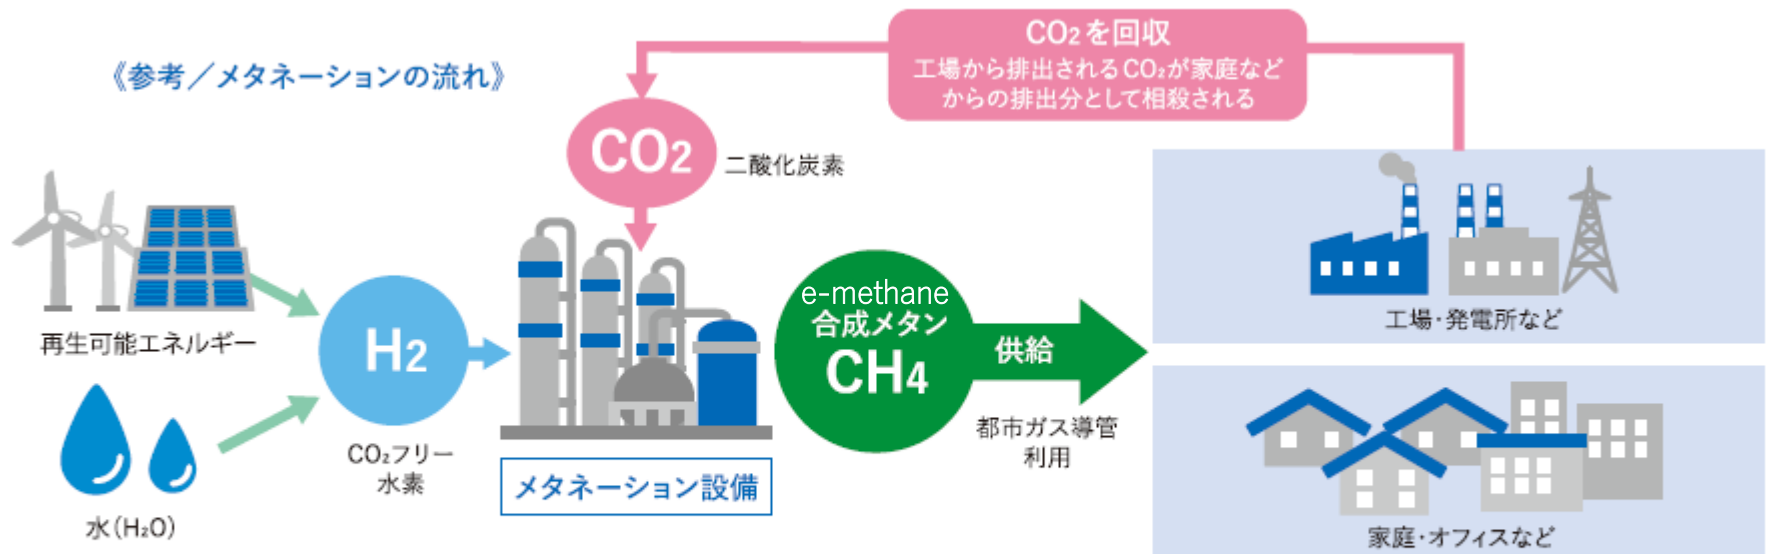 《参考／メタネーションの流れ》
CO2を回収
工場から排出されるCO2が家庭など
からの排出分として相殺される
CO2
二酸化炭素
再生可能エネルギー
水(H2O)
H2
CO2フリー
水素
メタネーション設備
e-methane
合成メタン
CH4
供給
都市ガス導管
利用
工場・発電所など
家庭・オフィスなど